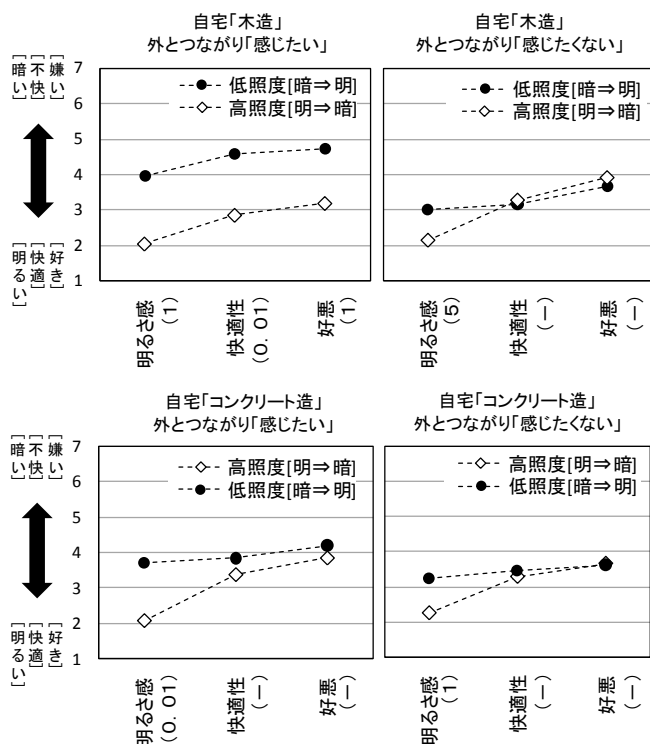 自宅「木造」
外とつながり「感じたい」
[嫌い]
[不快]
[暗い]
[好き]
[快適]
[明るい]
7
6
5
4
3
2
1
低照度[暗⇒明]
高照度[明⇒暗]
明るさ感
(1)
快適性
(0.01)
好悪
(1)
自宅「木造」
外とつながり「感じたくない」
低照度[暗⇒明]
高照度[明⇒暗]
明るさ感
(5)
快適性
(－)
好悪
(－)
自宅「コンクリート造」
外とつながり「感じたい」
[嫌い]
[不快]
[暗い]
[好き]
[快適]
[明るい]
7
6
5
4
3
2
1
高照度[明⇒暗]
低照度[暗⇒明]
明るさ感
(0.01)
快適性
(－)
好悪
(－)
自宅「コンクリート造」
外とつながり「感じたくない」
高照度[明⇒暗]
低照度[暗⇒明]
明るさ感
(1)
快適性
(－)
好悪
(－)